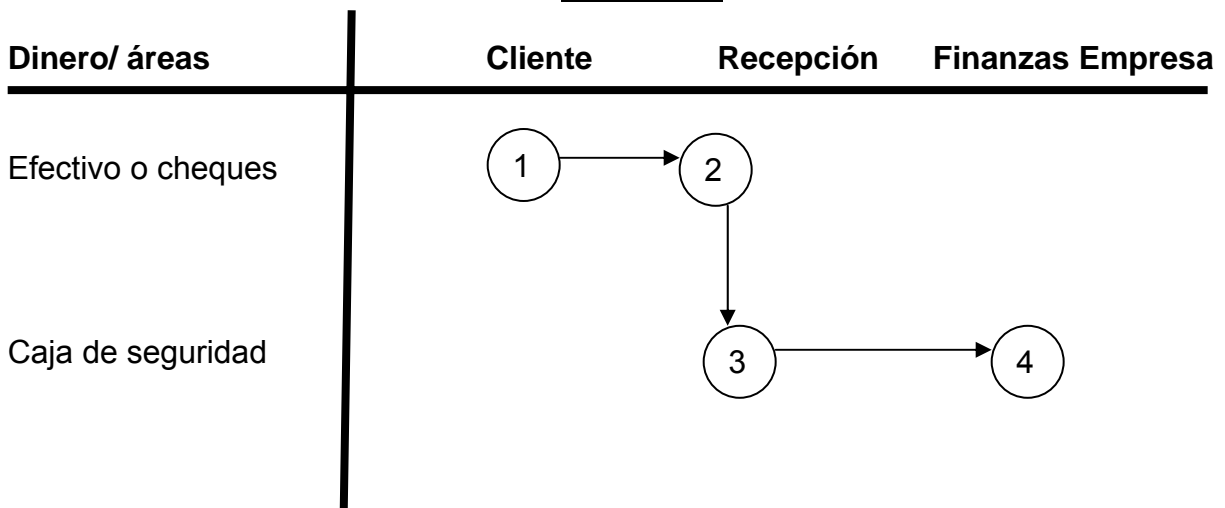 Dinero/ áreas Cliente Recepción Finanzas Empresa
Efectivo o cheques 1 2
Caja de seguridad 3 4